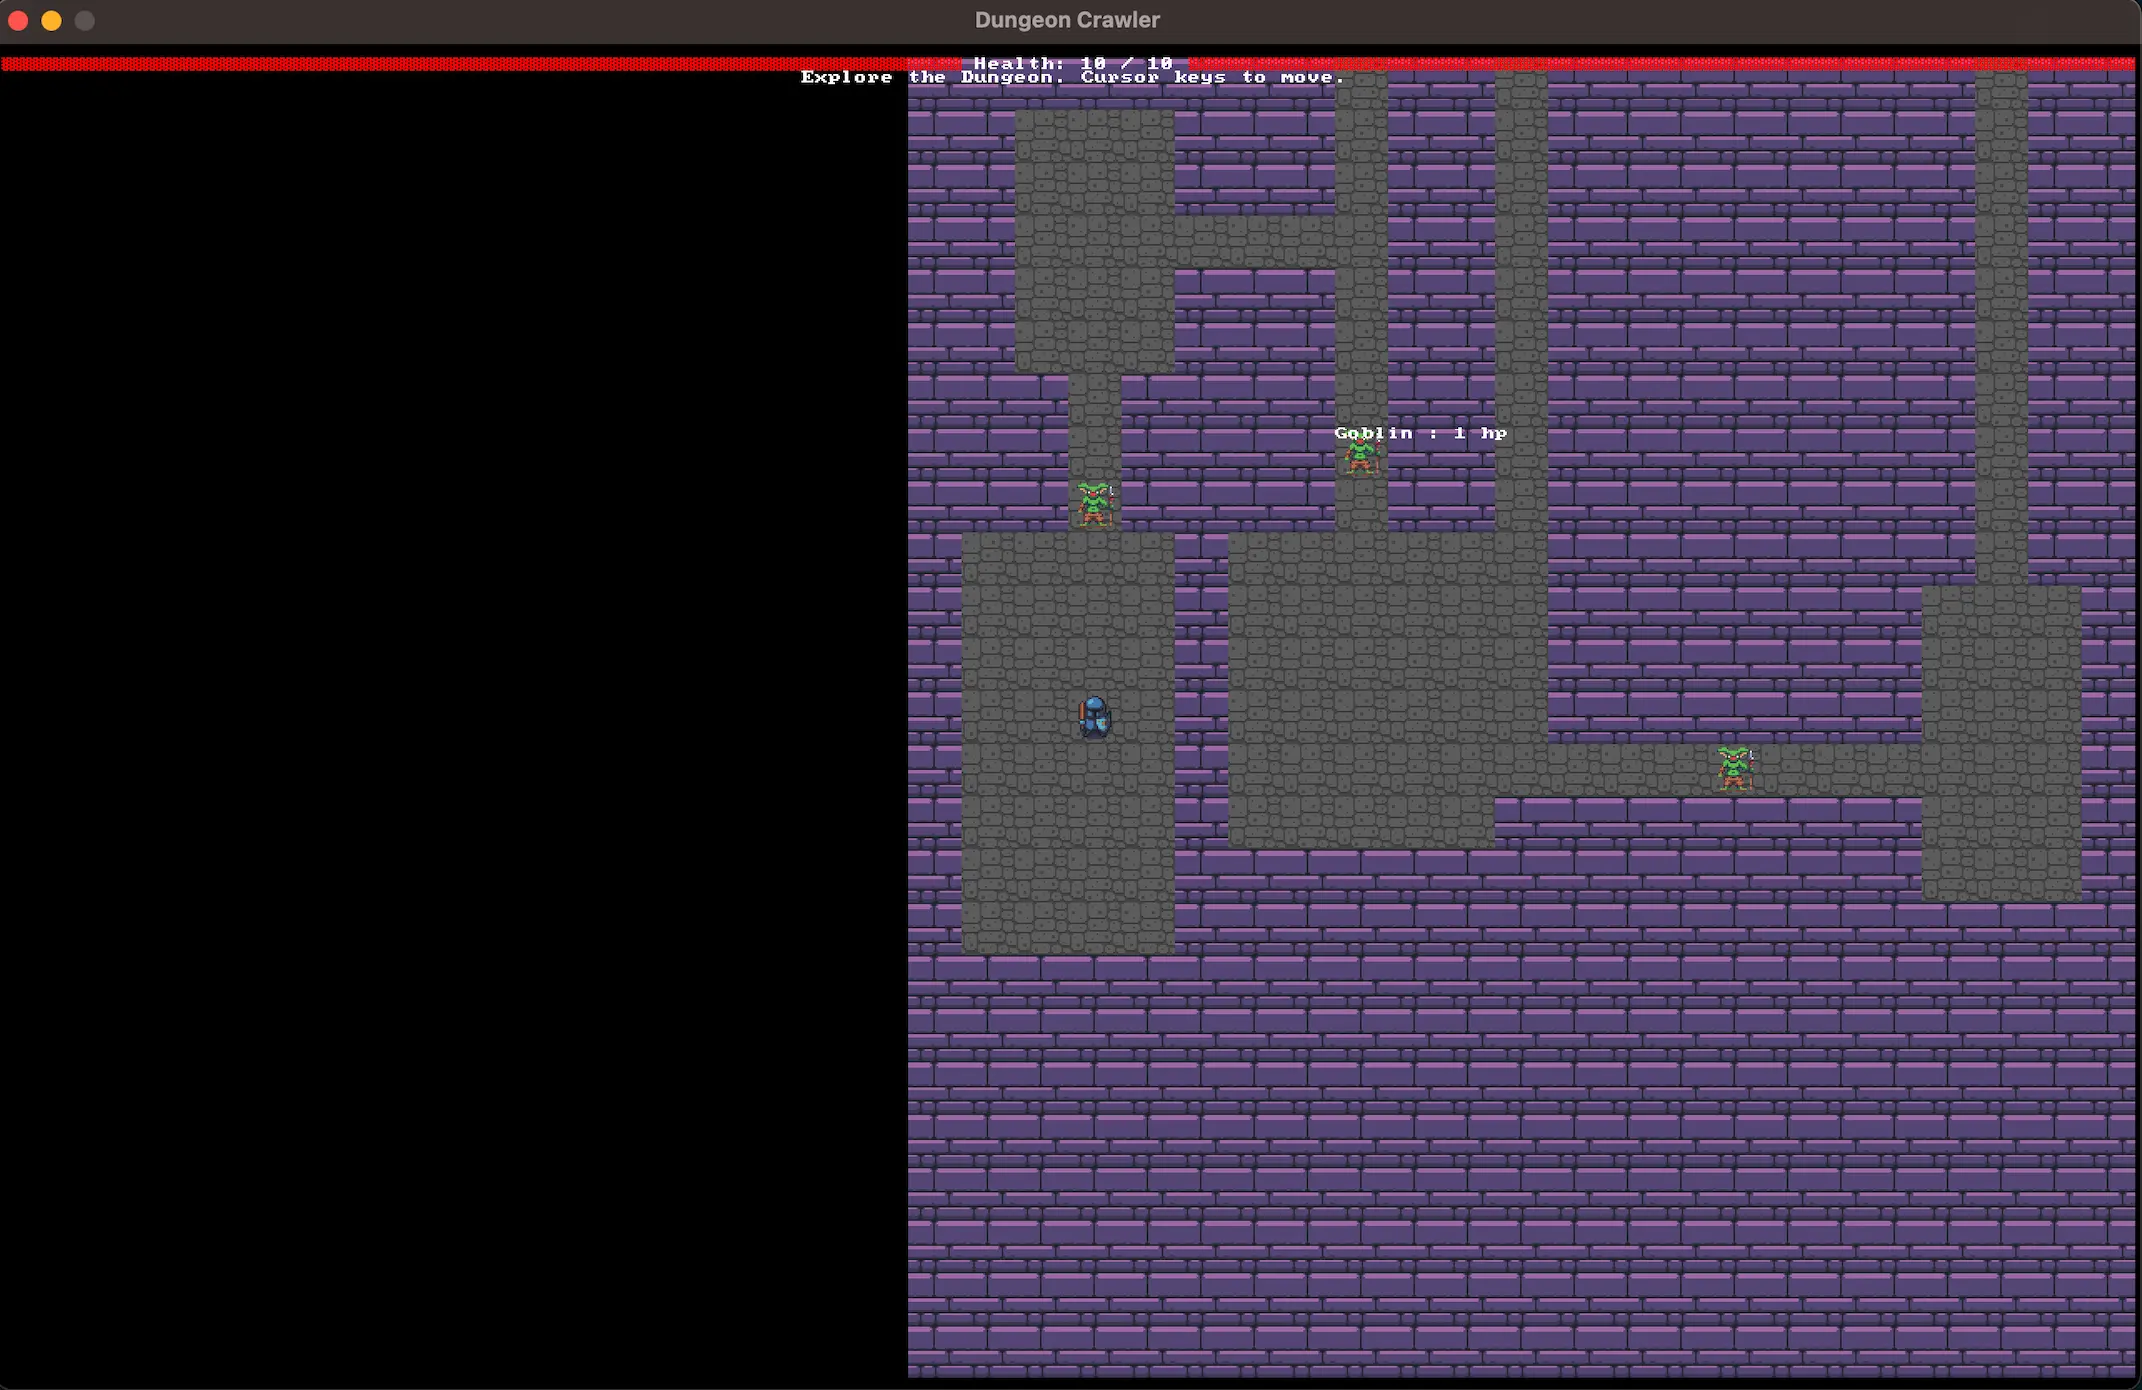 Dungeon Crawler
Health: 10 / 10
Explore the Dungeon. Cursor keys to move.
Goblin : 1 hp